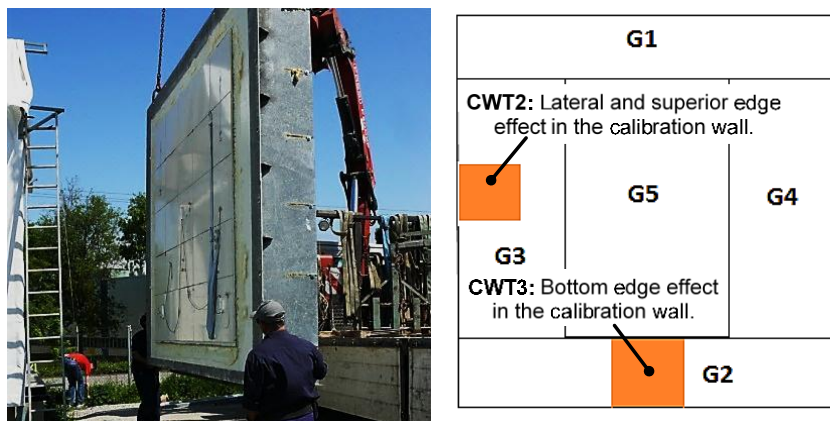 G1
CWT2: Lateral and superior edge
effect in the calibration wall.
G5
G4
G3
CWT3: Bottom edge effect
in the calibration wall.
G2